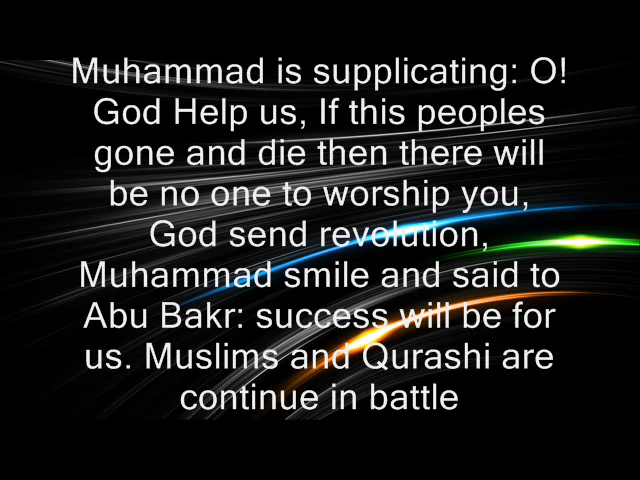 Muhammad is supplicating: O!
God Help us, If this peoples
gone and die then there will
be no one to worship you,
God send revolution,
Muhammad smile and said to
Abu Bakr: success will be for
us. Muslims and Qurashi are
continue in battle